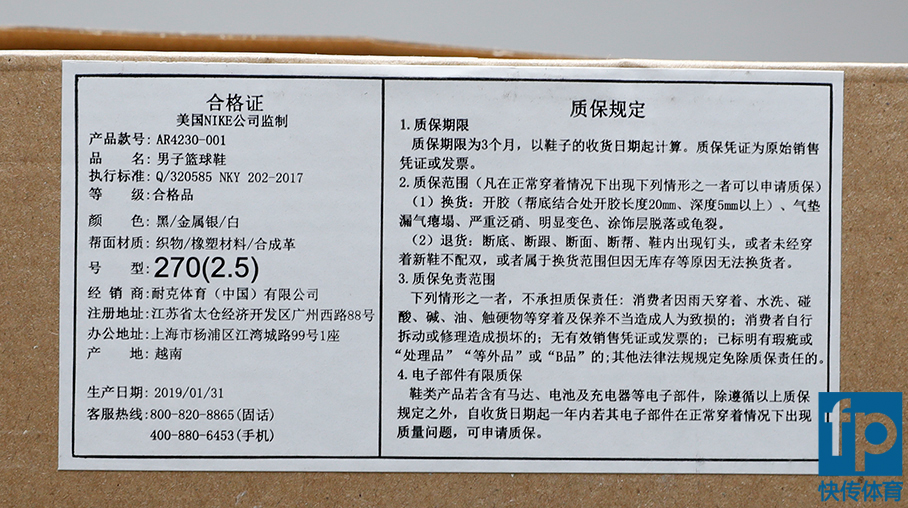 合格证
美国NIKE公司监制
产品款号: AR4230-001
品 名: 男子篮球鞋
执行标准: Q/320585 NKY 202-2017
等 级: 合格品
颜 色: 黑/金属银/白
帮面材质: 织物/橡塑材料/合成革
号 型: 270(2.5)
经 销 商: 耐克体育（中国）有限公司
注册地址: 江苏省太仓经济开发区广州西路88号
办公地址: 上海市杨浦区江湾城路99号1座
产 地: 越南
生产日期: 2019/01/31
客服热线: 800-820-8865(固话)
400-880-6453(手机)
质保规定
1. 质保期限
质保期限为3个月，以鞋子的收货日期起计算。质保凭证为原始销售
凭证或发票。
2. 质保范围（凡在正常穿着情况下出现下列情形之一者可以申请质保）
（1）换货: 开胶（帮底结合处开胶长度20mm、深度5mm以上）、气垫
漏气瘪塌、严重泛硝、明显变色、涂饰层脱落或龟裂。
（2）退货: 断底、断跟、断面、断帮、鞋内出现钉头，或者未经穿
着新鞋不配双，或者属于换货范围但因无库存等原因无法换货者。
3. 质保免责范围
下列情形之一者，不承担质保责任: 消费者因雨天穿着、水洗、碰
酸、碱、油、触硬物等穿着及保养不当造成人为致损的; 消费者自行
拆动或修理造成损坏的; 无有效销售凭证或发票的; 已标明有瑕疵或
“处理品” “等外品” 或 “B品” 的; 其他法律法规规定免除质保责任的。
4. 电子部件有限质保
鞋类产品若含有马达、电池及充电器等电子部件，除遵循以上质保
规定之外，自收货日期起一年内若其电子部件在正常穿着情况下出现
质量问题，可申请质保。
fp
快传体育